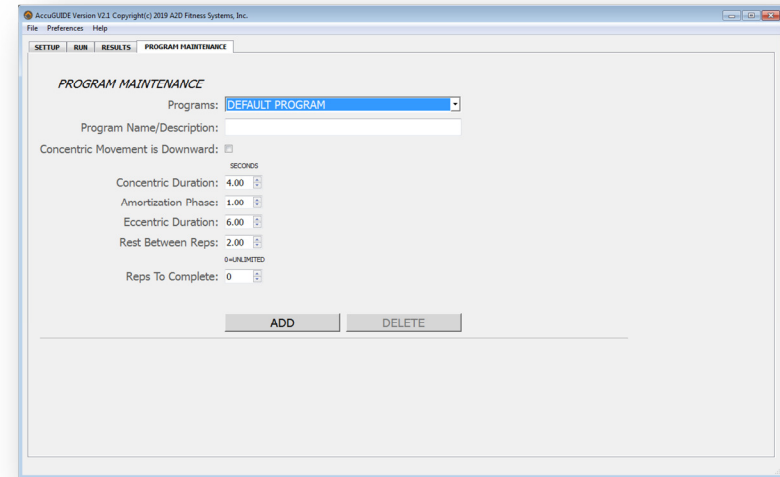 AccuGUIDE Version V2.1 Copyright(c) 2019 A2D Fitness Systems, Inc.
File Preferences Help
SETTUP RUN RESULTS PROGRAM MAINTENANCE
PROGRAM MAINTENANCE
Programs: DEFAULT PROGRAM
Program Name/Description:
Concentric Movement is Downward:
SECONDS
Concentric Duration: 4.00
Amortization Phase: 1.00
Eccentric Duration: 6.00
Rest Between Reps: 2.00
0=UNLIMITED
Reps To Complete: 0
ADD DELETE